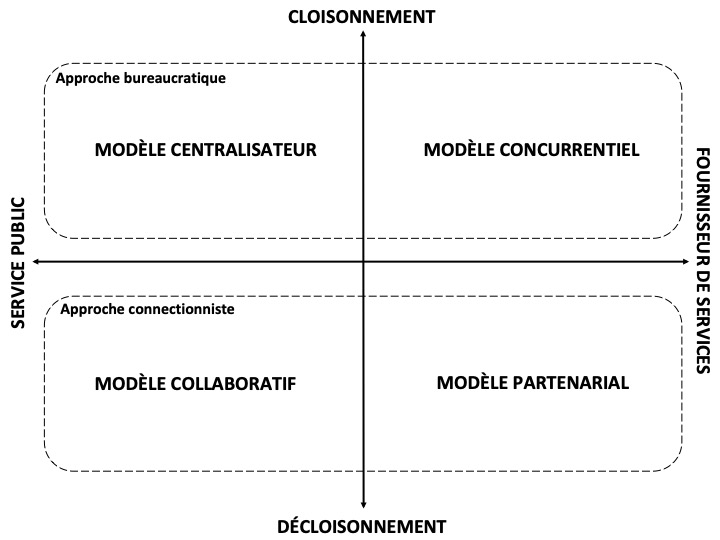 CLOISONNEMENT
Approche bureaucratique
MODÈLE CENTRALISATEUR
MODÈLE CONCURRENTIEL
SERVICE PUBLIC
FOURNISSEUR DE SERVICES
Approche connectionniste
MODÈLE COLLABORATIF
MODÈLE PARTENARIAL
DÉCLOISONNEMENT